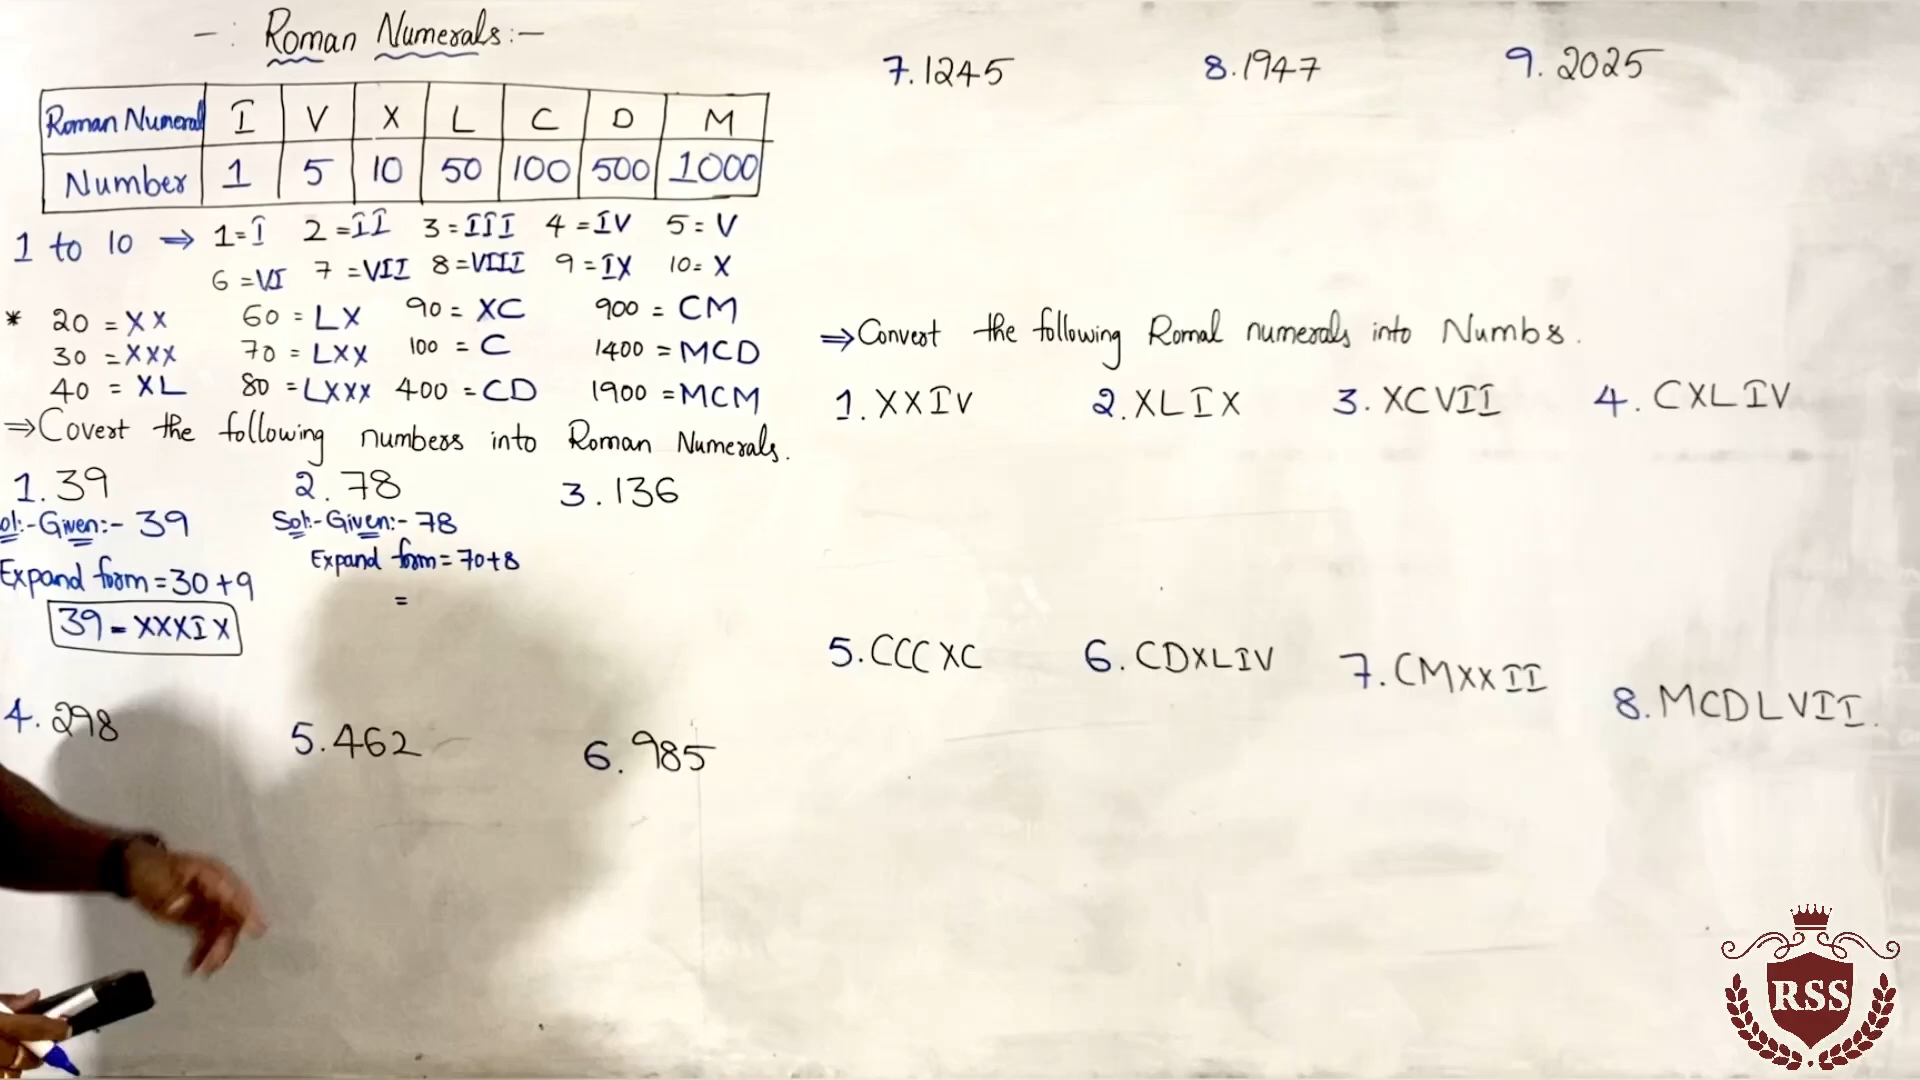 -: Roman Numerals:-
Roman Numeral I V X L C D M
Number 1 5 10 50 100 500 1000
1 to 10 ⇒ 1=I 2=II 3=III 4=IV 5=V
6=VI 7=VII 8=VIII 9=IX 10=X
* 20=XX 60=LX 90=XC 900=CM
30=XXX 70=LXX 100=C 1400=MCD
40=XL 80=LXXX 400=CD 1900=MCM
⇒Covert the following numbers into Roman Numerals.
1. 39 2. 78 3. 136
ol:-Given:- 39 Sol:-Given:- 78
Expand form=30+9 Expand form=70+8
39-XXXIX =
4. 298 5. 462 6. 985
7. 1245 8. 1947 9. 2025
⇒Convert the following Romal numerals into Numbs.
1. XXIV 2. XLIX 3. XCVII 4. CXLIV
5. CCCXC 6. CDXLIV 7. CMXXII 8. MCDLVII.
RSS